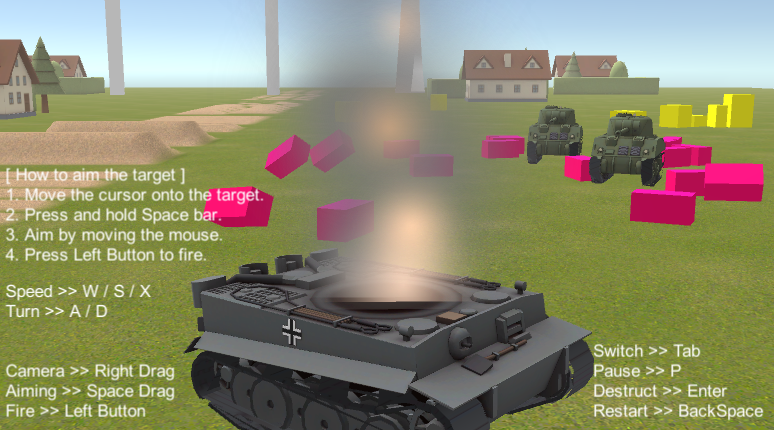 [ How to aim the target ]
1. Move the cursor onto the target.
2. Press and hold Space bar.
3. Aim by moving the mouse.
4. Press Left Button to fire.
Speed >> W / S / X
Turn >> A / D
Camera >> Right Drag
Aiming >> Space Drag
Fire >> Left Button
Switch >> Tab
Pause >> P
Destruct >> Enter
Restart >> BackSpace